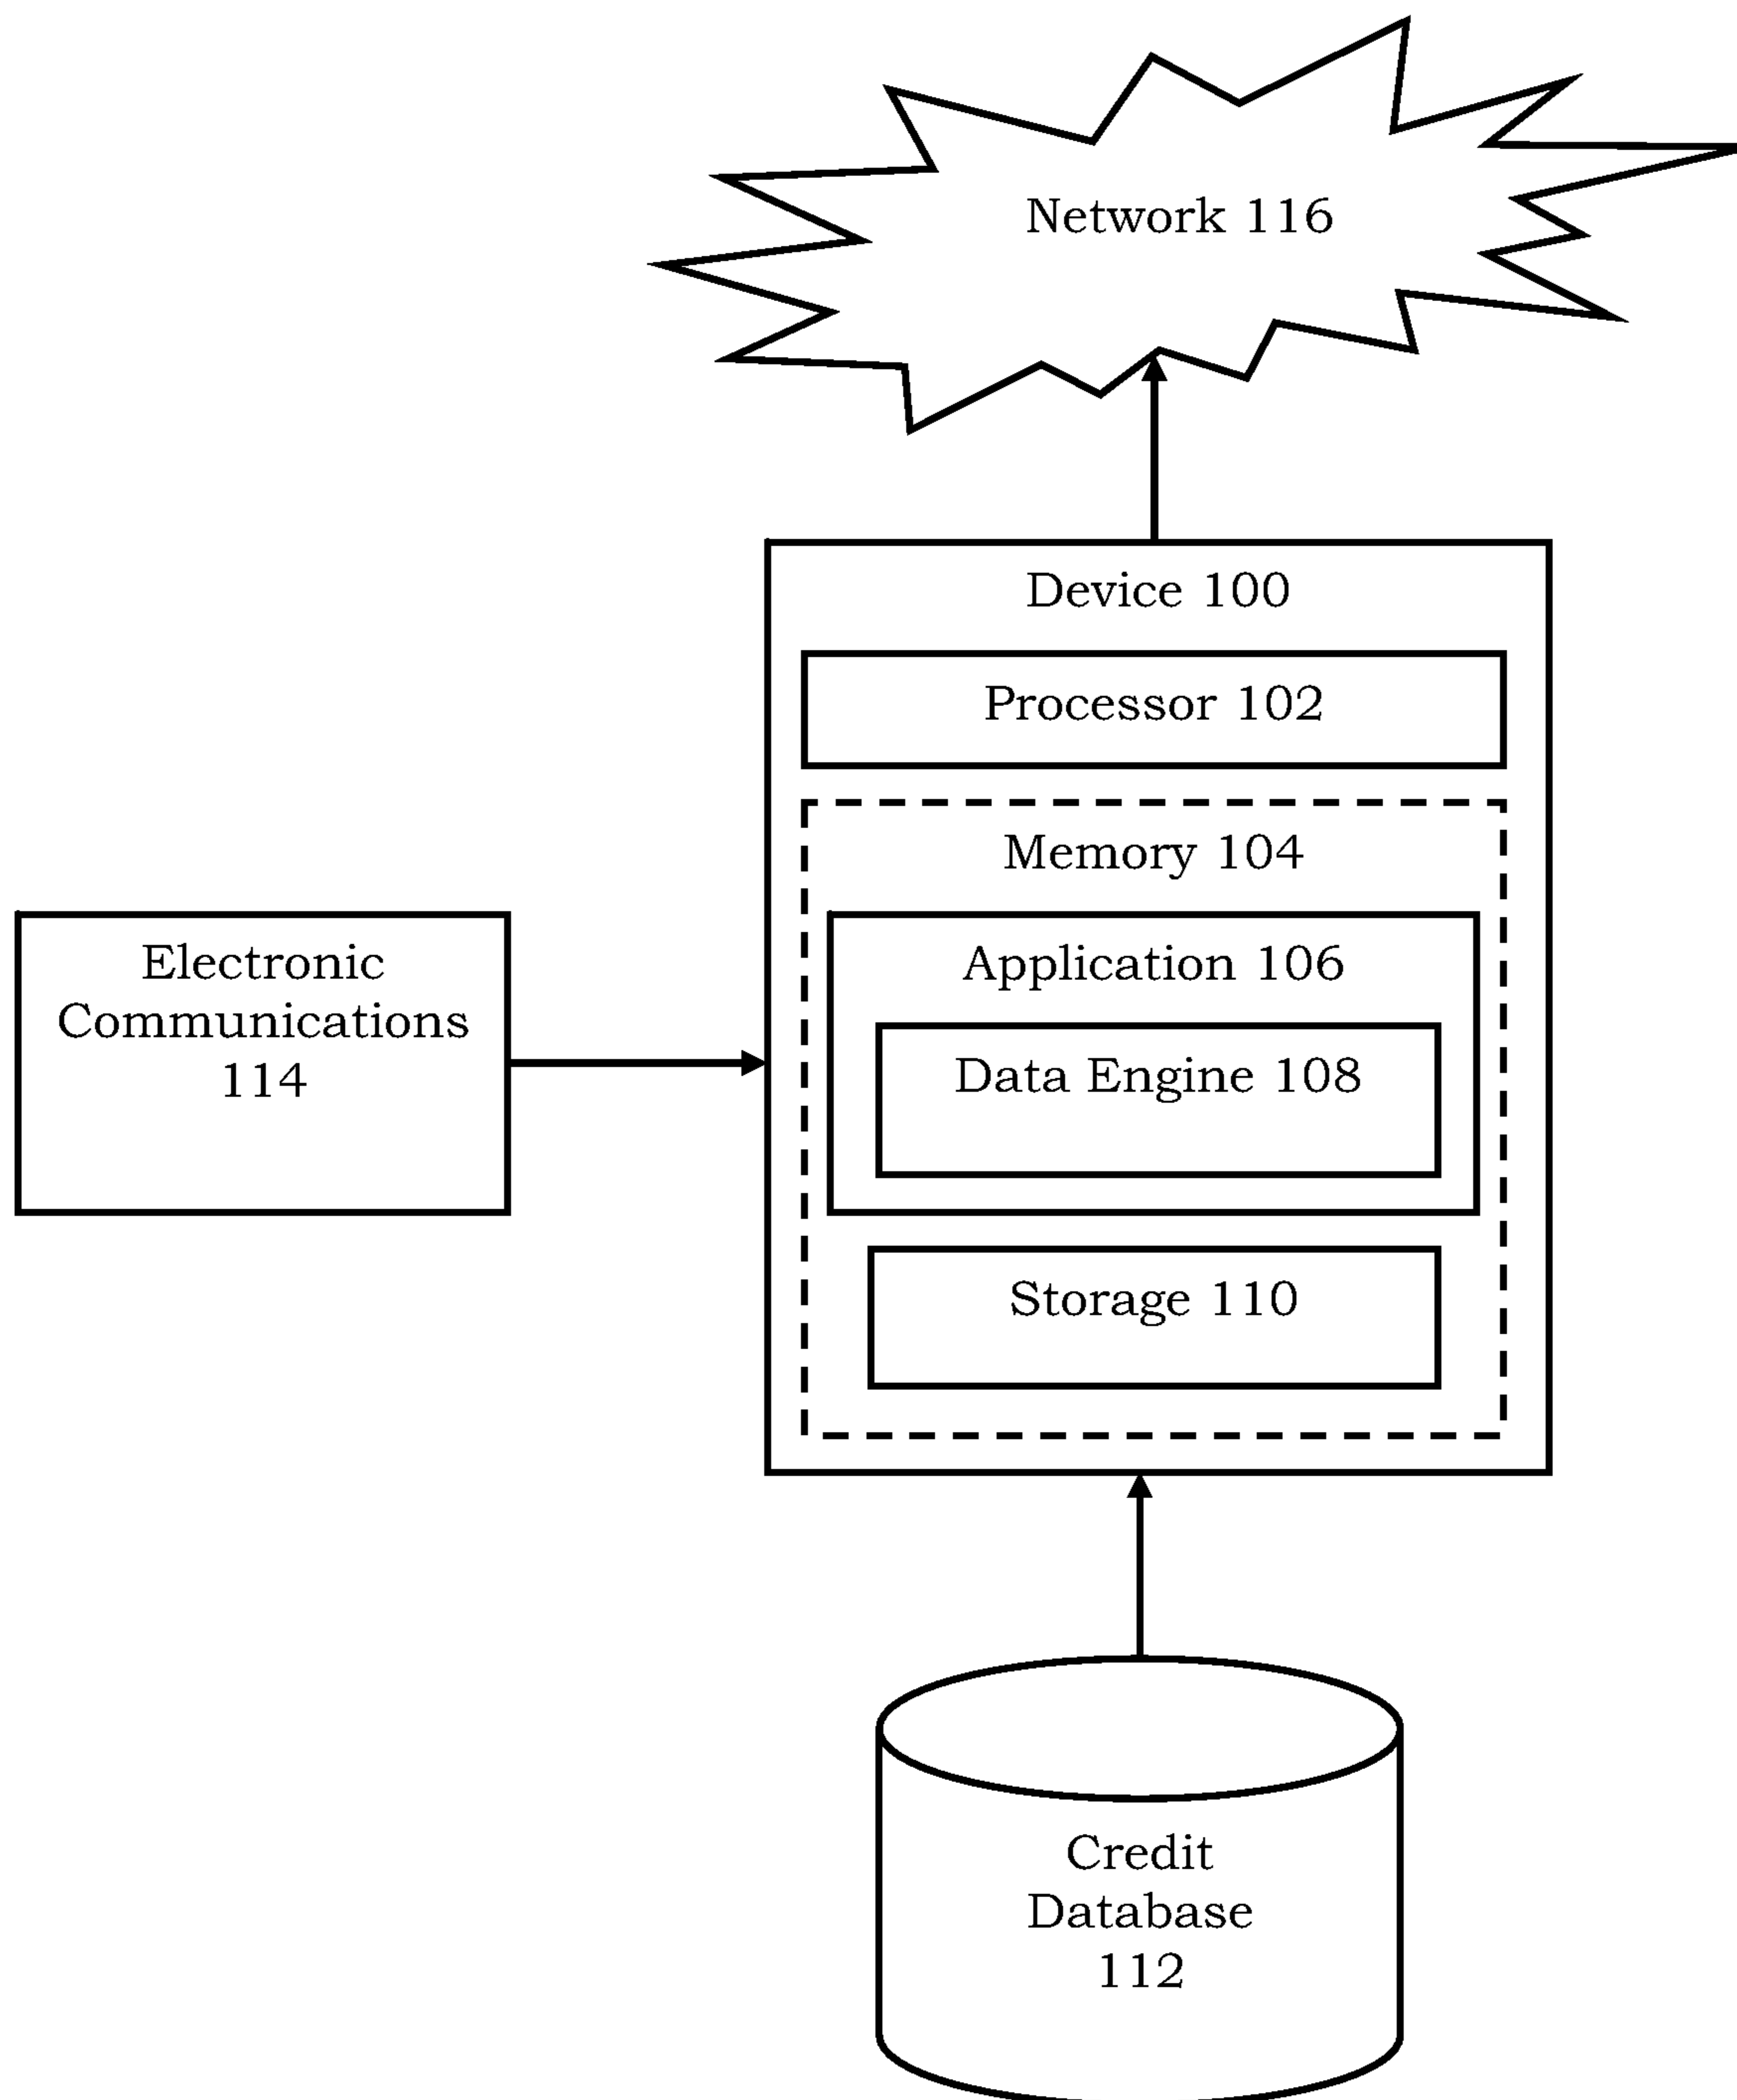 Network 116
Device 100
Processor 102
Memory 104
Application 106
Data Engine 108
Storage 110
Electronic
Communications
114
Credit
Database
112